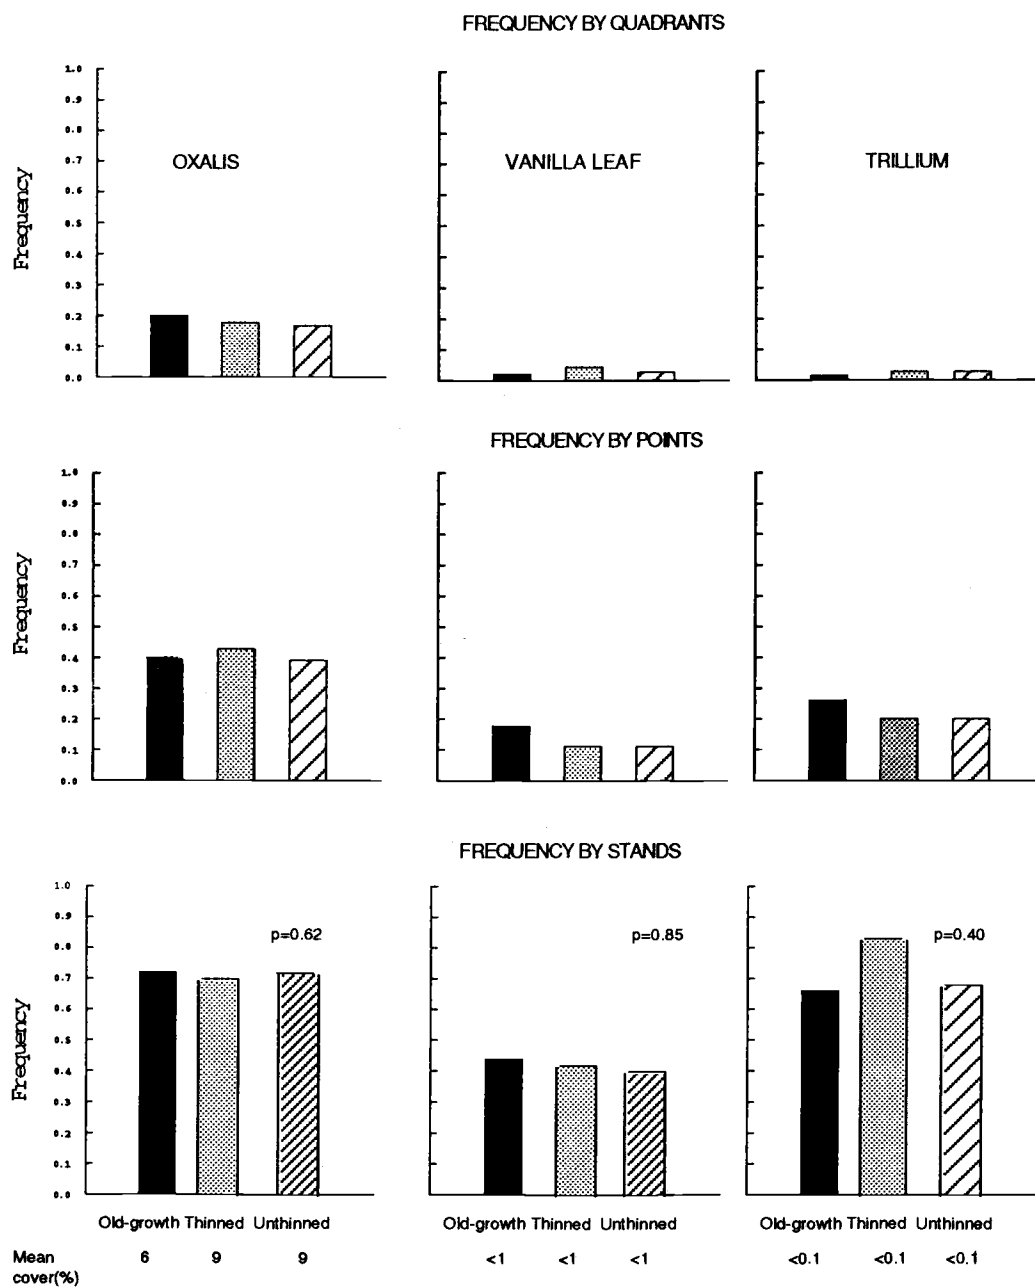 FREQUENCY BY QUADRANTS
Frequency
1.0
0.9
0.8
0.7
0.6
0.5
0.4
0.3
0.2
0.1
0.0
OXALIS
VANILLA LEAF
TRILLIUM
FREQUENCY BY POINTS
Frequency
1.0
0.9
0.8
0.7
0.6
0.5
0.4
0.3
0.2
0.1
0.0
FREQUENCY BY STANDS
Frequency
1.0
0.9
0.8
0.7
0.6
0.5
0.4
0.3
0.2
0.1
0.0
p=0.62
p=0.85
p=0.40
Old-growth Thinned Unthinned
Old-growth Thinned Unthinned
Old-growth Thinned Unthinned
Mean cover(%) 6 9 9 <1 <1 <1 <0.1 <0.1 <0.1